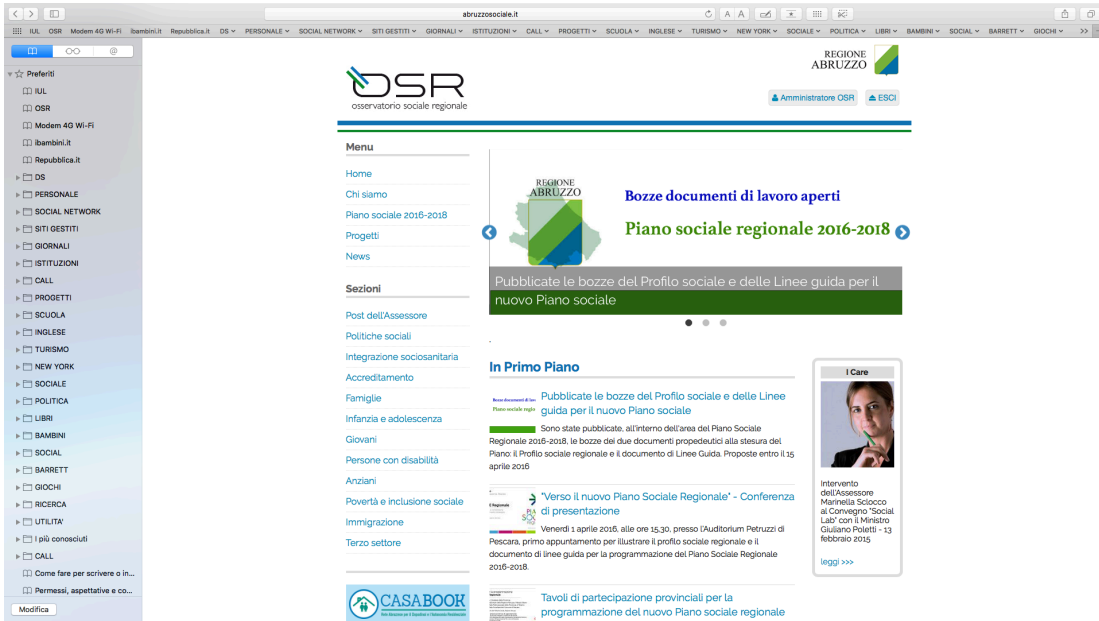 abruzzosociale.it
A A
IUL OSR Modem 4G Wi-Fi ibambini.it Repubblica.it DS PERSONALE SOCIAL NETWORK SITI GESTITI GIORNALI ISTITUZIONI CALL PROGETTI SCUOLA INGLESE TURISMO NEW YORK SOCIALE POLITICA LIBRI BAMBINI SOCIAL BARRETT GIOCHI >>
@
Preferiti
IUL
OSR
Modem 4G Wi-Fi
ibambini.it
Repubblica.it
DS
PERSONALE
SOCIAL NETWORK
SITI GESTITI
GIORNALI
ISTITUZIONI
CALL
PROGETTI
SCUOLA
INGLESE
TURISMO
NEW YORK
SOCIALE
POLITICA
LIBRI
BAMBINI
SOCIAL
BARRETT
GIOCHI
RICERCA
UTILITA'
I più conosciuti
CALL
Come fare per scrivere o in...
Permessi, aspettative e co...
Modifica
OSR
osservatorio sociale regionale
REGIONE
ABRUZZO
Amministratore OSR
ESCI
Menu
Home
Chi siamo
Piano sociale 2016-2018
Progetti
News
Sezioni
Post dell'Assessore
Politiche sociali
Integrazione sociosanitaria
Accreditamento
Famiglie
Infanzia e adolescenza
Giovani
Persone con disabilità
Anziani
Povertà e inclusione sociale
Immigrazione
Terzo settore
CASABOOK
REGIONE
ABRUZZO
Bozze documenti di lavoro aperti
Piano sociale regionale 2016-2018
Pubblicate le bozze del Profilo sociale e delle Linee guida per il
nuovo Piano sociale
.
In Primo Piano
Pubblicate le bozze del Profilo sociale e delle Linee
guida per il nuovo Piano sociale
Sono state pubblicate, all'interno dell'area del Piano Sociale
Regionale 2016-2018, le bozze dei due documenti propedeutici alla stesura del
Piano: il Profilo sociale regionale e il documento di Linee Guida. Proposte entro il 15
aprile 2016
"Verso il nuovo Piano Sociale Regionale" - Conferenza
di presentazione
Venerdì 1 aprile 2016, alle ore 15,30, presso l'Auditorium Petruzzi di
Pescara, primo appuntamento per illustrare il profilo sociale regionale e il
documento di linee guida per la programmazione del Piano Sociale Regionale
2016-2018.
Tavoli di partecipazione provinciali per la
programmazione del nuovo Piano sociale regionale
I Care
Intervento
dell'Assessore
Marinella Sclocco
al Convegno "Social
Lab" con il Ministro
Giuliano Poletti - 13
febbraio 2015
leggi >>>